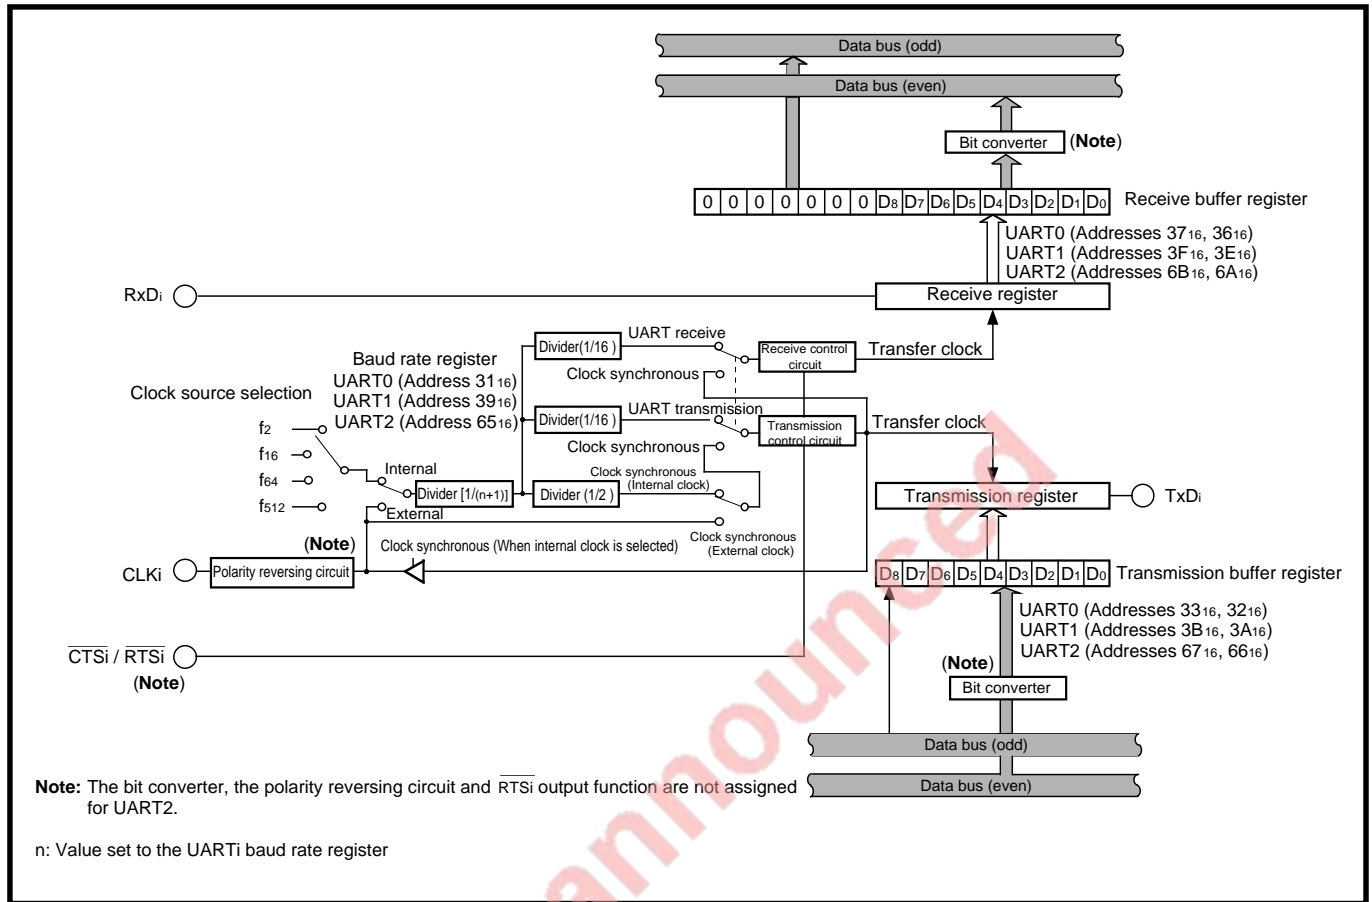 Data bus (odd)
Data bus (even)
Bit converter (Note)
0 0 0 0 0 0 0 D8 D7 D6 D5 D4 D3 D2 D1 D0 Receive buffer register
UART0 (Addresses 3716, 3616)
UART1 (Addresses 3F16, 3E16)
UART2 (Addresses 6B16, 6A16)
RxDi
Receive register
Clock source selection
Baud rate register
UART0 (Address 3116)
UART1 (Address 3916)
UART2 (Address 6516)
f2
f16
f64
f512
Internal
External
Divider [1/(n+1)]
Divider(1/16 )
UART receive
Clock synchronous
Receive control
circuit
Transfer clock
Divider(1/16 )
UART transmission
Clock synchronous
Transmission
control circuit
Transfer clock
Divider (1/2 )
Clock synchronous
(Internal clock)
Clock synchronous
(External clock)
Transmission register
TxDi
(Note)
Clock synchronous (When internal clock is selected)
CLKi
Polarity reversing circuit
D8 D7 D6 D5 D4 D3 D2 D1 D0 Transmission buffer register
UART0 (Addresses 3316, 3216)
UART1 (Addresses 3B16, 3A16)
UART2 (Addresses 6716, 6616)
CTSi / RTSi
(Note)
(Note)
Bit converter
Data bus (odd)
Data bus (even)
Note: The bit converter, the polarity reversing circuit and RTSi output function are not assigned
for UART2.
n: Value set to the UARTi baud rate register
announced